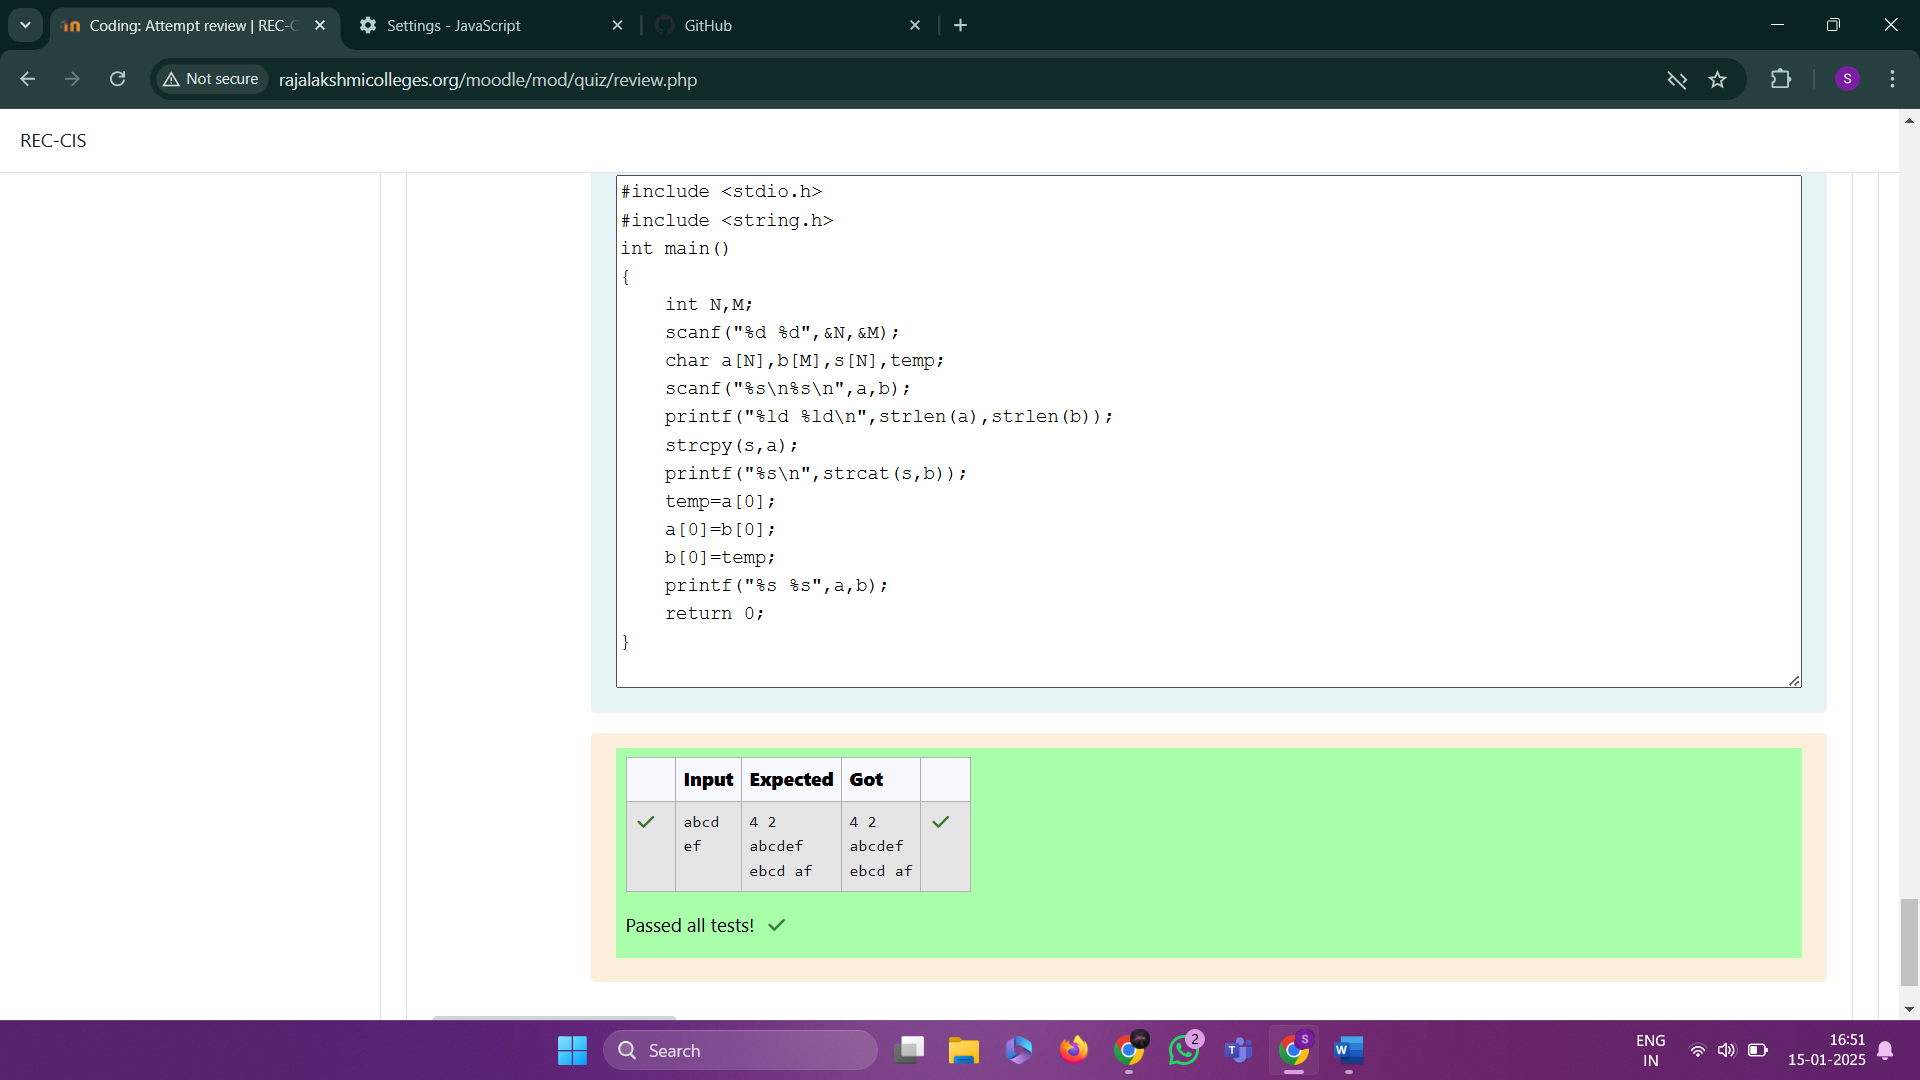 Coding: Attempt review | REC-C
Settings - JavaScript
GitHub
Not secure
rajalakshmicolleges.org/moodle/mod/quiz/review.php
S
REC-CIS
#include <stdio.h>
#include <string.h>
int main()
{
    int N,M;
    scanf("%d %d",&N,&M);
    char a[N],b[M],s[N],temp;
    scanf("%s\n%s\n",a,b);
    printf("%ld %ld\n",strlen(a),strlen(b));
    strcpy(s,a);
    printf("%s\n",strcat(s,b));
    temp=a[0];
    a[0]=b[0];
    b[0]=temp;
    printf("%s %s",a,b);
    return 0;
}
Input Expected Got
abcd 4 2 4 2
ef abcdef abcdef
ebcd af ebcd af
Passed all tests!
Search
2
S
ENG
IN
16:51
15-01-2025